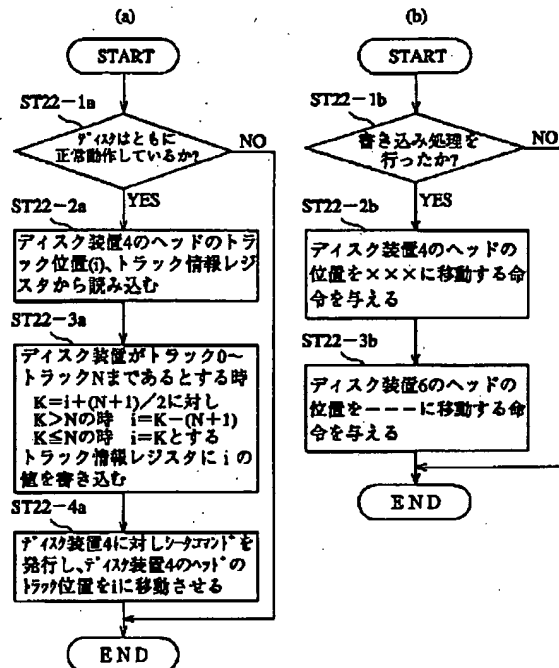 (a)
START
ST22-1a
ディスクはともに
正常動作しているか?
NO
YES
ST22-2a
ディスク装置4のヘッドのトラ
ック位置(i)、トラック情報レジ
スタから読み込む
ST22-3a
ディスク装置がトラック0~
トラックNまであるとする時
K=i+(N+1)/2に対し
K>Nの時 i=K-(N+1)
K≦Nの時 i=Kとする
トラック情報レジスタにiの
値を書き込む
ST22-4a
ディスク装置4に対しシークコマンドを
発行し、ディスク装置4のヘッドの
トラック位置をiに移動させる
END
(b)
START
ST22-1b
書き込み処理を
行ったか?
NO
YES
ST22-2b
ディスク装置4のヘッドの
位置を×××に移動する命
令を与える
ST22-3b
ディスク装置6のヘッドの
位置を---に移動する命
令を与える
END